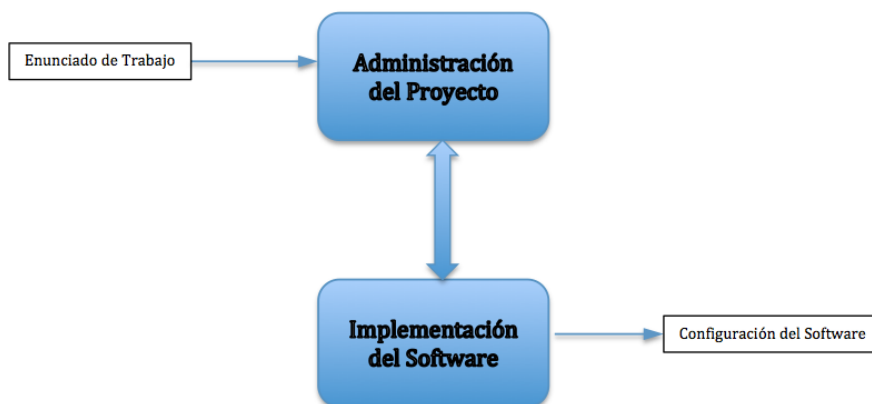 Enunciado de Trabajo
Administración
del Proyecto
Implementación
del Software
Configuración del Software